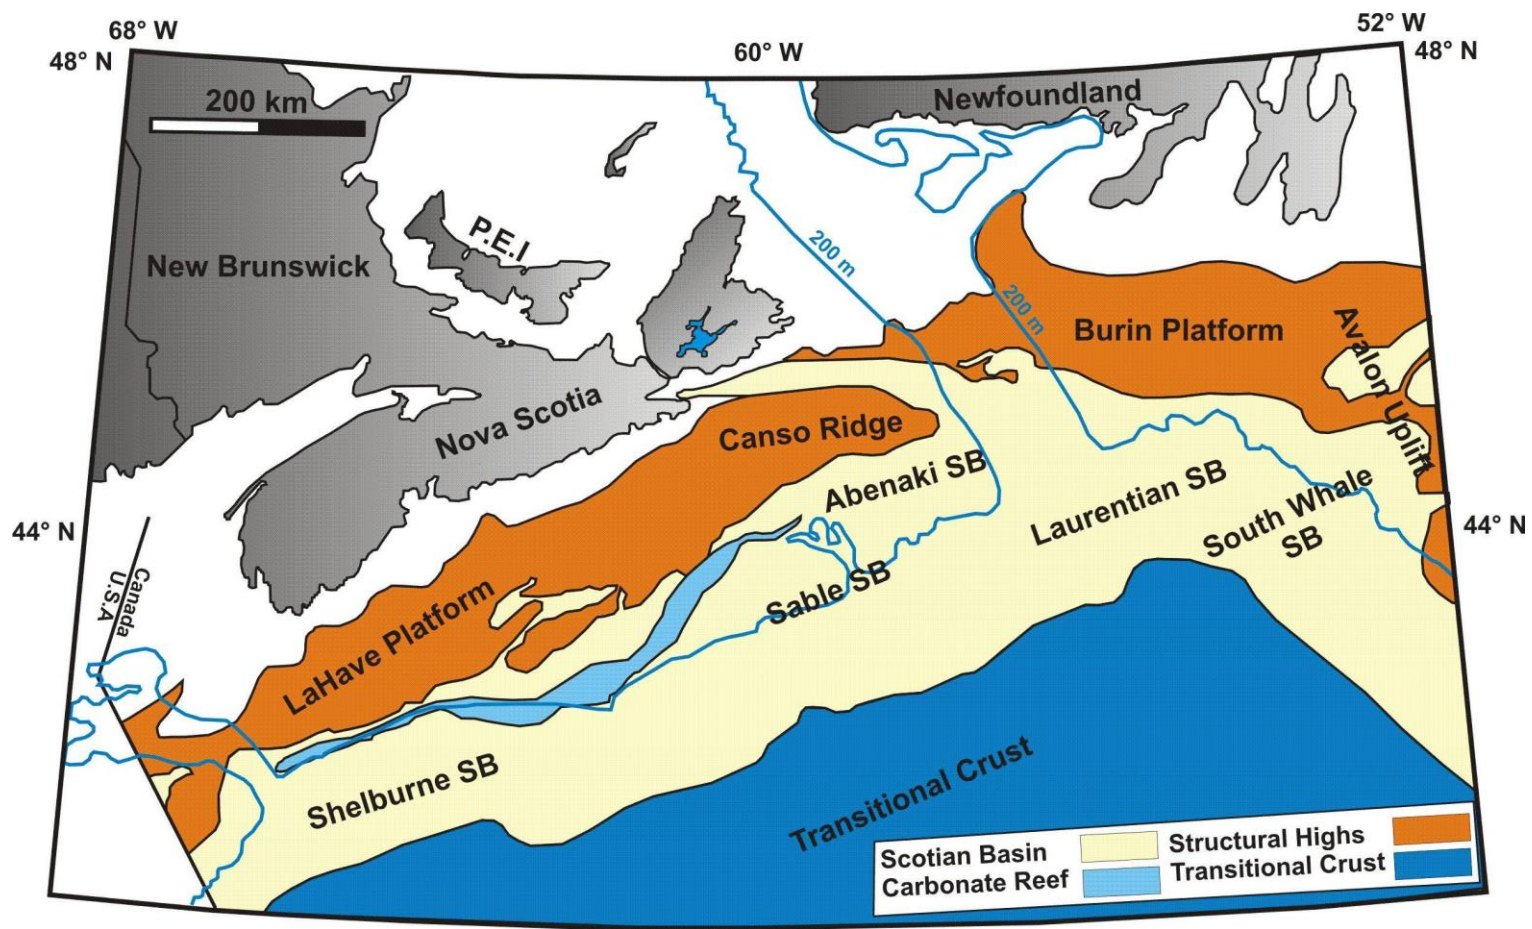 68° W
52° W
48° N
60° W
48° N
200 km
Newfoundland
P.E.I
200 m
New Brunswick
200 m
Burin Platform
Avalon Uplift
Nova Scotia
Canso Ridge
Abenaki SB
Laurentian SB
South Whale
SB
44° N
44° N
Canada
U.S.A
Sable SB
LaHave Platform
Shelburne SB
Transitional Crust
Scotian Basin
Structural Highs
Carbonate Reef
Transitional Crust